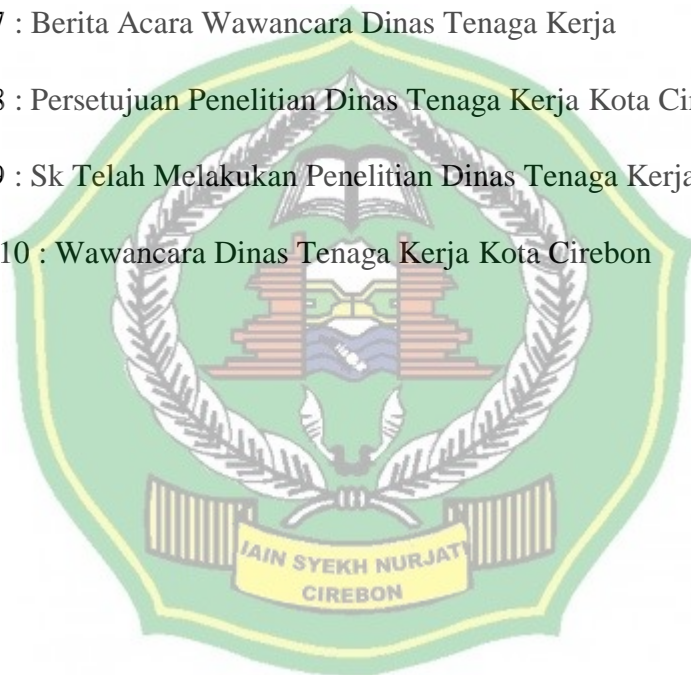 7 : Berita Acara Wawancara Dinas Tenaga Kerja
8 : Persetujuan Penelitian Dinas Tenaga Kerja Kota
9 : Sk Telah Melakukan Penelitian Dinas Tenaga Kerja
10 : Wawancara Dinas Tenaga Kerja Kota Cirebon
IAIN SYEKH NURJATI
CIREBON